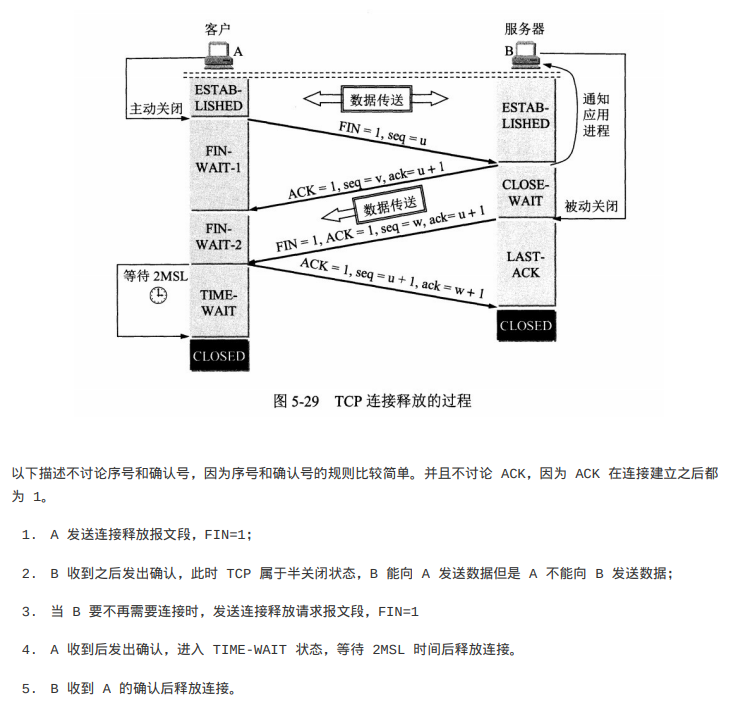 客户
服务器
A
B
ESTAB-
LISHED
数据传送
ESTAB-
LISHED
通知
应用
进程
主动关闭
FIN = 1, seq = u
FIN-
WAIT-1
ACK = 1, seq = v, ack= u + 1
CLOSE-
WAIT
数据传送
被动关闭
FIN-
WAIT-2
FIN = 1, ACK = 1, seq = w, ack= u + 1
LAST-
ACK
等待 2MSL
ACK = 1, seq = u + 1, ack = w + 1
TIME-
WAIT
CLOSED
CLOSED
图 5-29 TCP 连接释放的过程
以下描述不讨论序号和确认号，因为序号和确认号的规则比较简单。并且不讨论 ACK，因为 ACK 在连接建立之后都
为 1。
1. A 发送连接释放报文段，FIN=1；
2. B 收到之后发出确认，此时 TCP 属于半关闭状态，B 能向 A 发送数据但是 A 不能向 B 发送数据；
3. 当 B 要不再需要连接时，发送连接释放请求报文段，FIN=1
4. A 收到后发出确认，进入 TIME-WAIT 状态，等待 2MSL 时间后释放连接。
5. B 收到 A 的确认后释放连接。